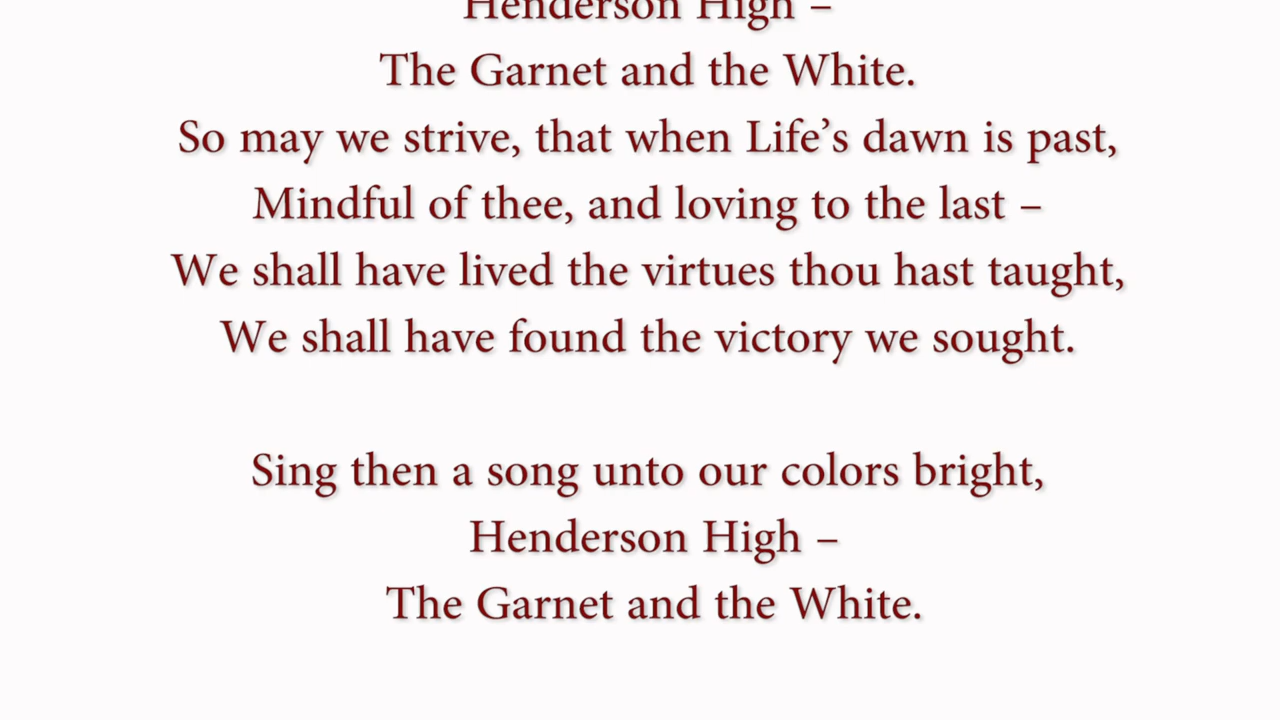 Henderson High –
The Garnet and the White.
So may we strive, that when Life’s dawn is past,
Mindful of thee, and loving to the last –
We shall have lived the virtues thou hast taught,
We shall have found the victory we sought.
Sing then a song unto our colors bright,
Henderson High –
The Garnet and the White.